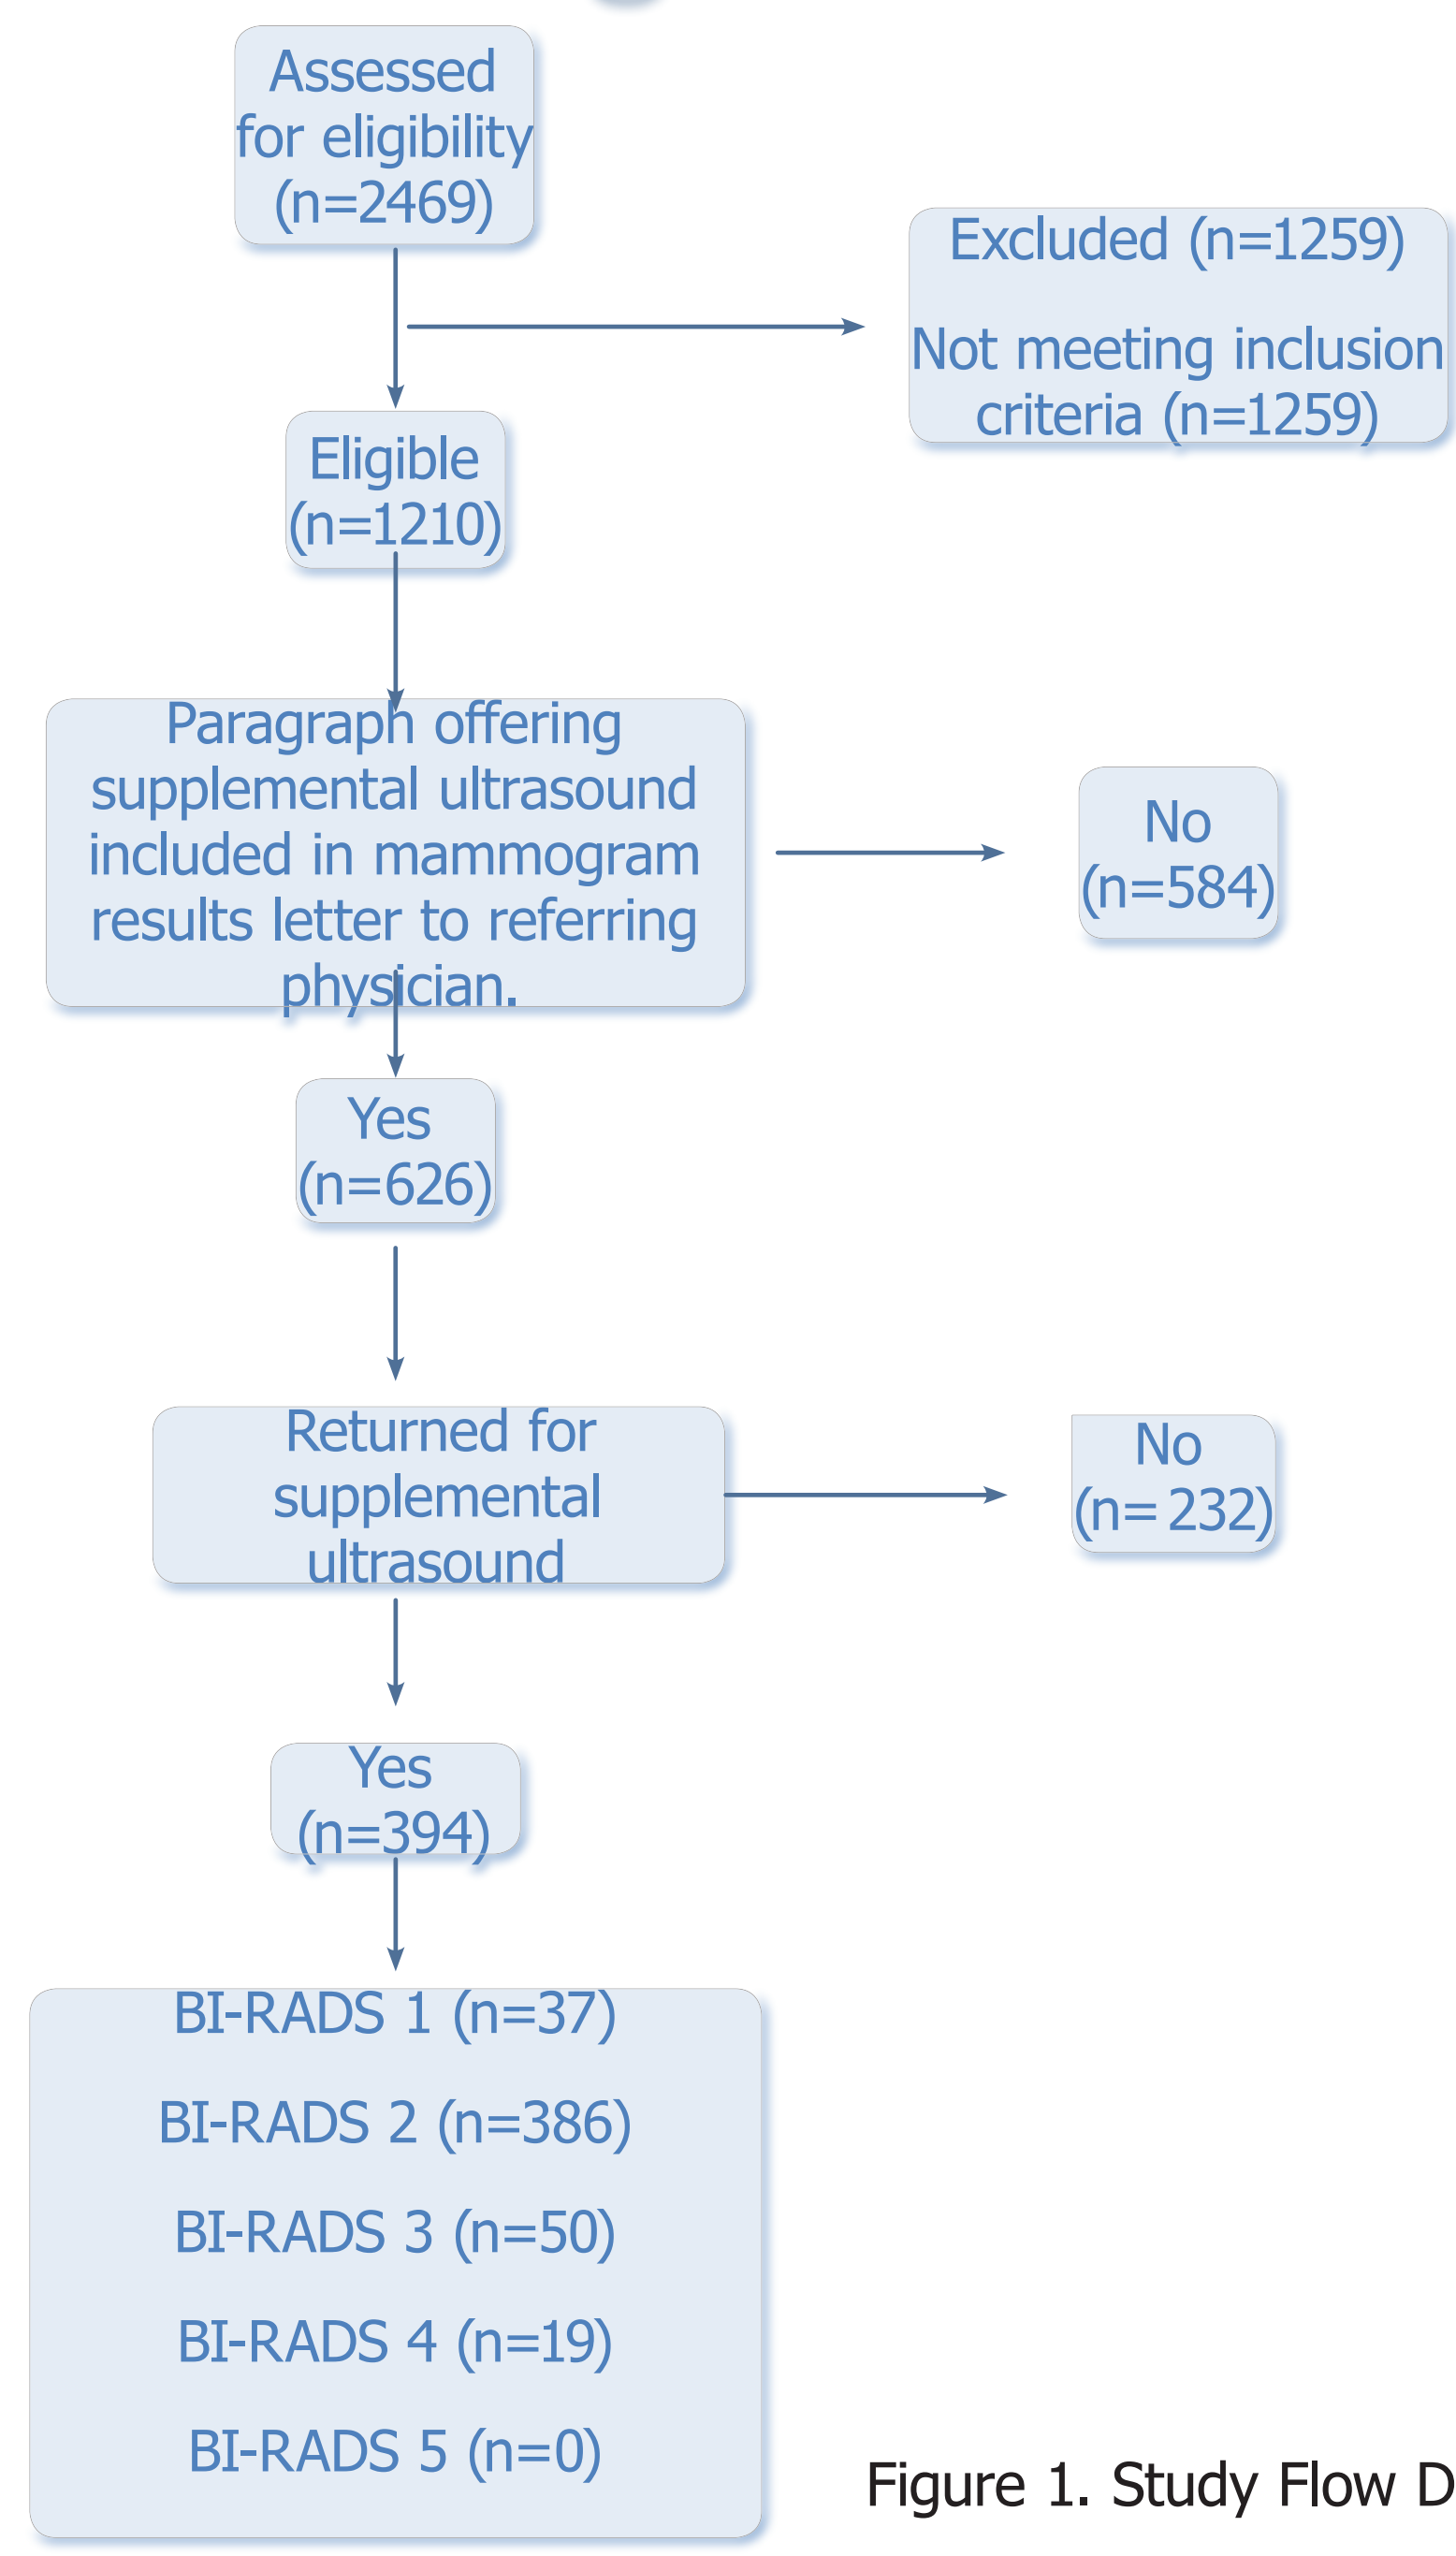 Assessed
for eligibility
(n=2469)
Excluded (n=1259)
Not meeting inclusion
criteria (n=1259)
Eligible
(n=1210)
Paragraph offering
supplemental ultrasound
included in mammogram
results letter to referring
physician.
No
(n=584)
Yes
(n=626)
Returned for
supplemental
ultrasound
No
(n= 232)
Yes
(n=394)
BI-RADS 1 (n=37)
BI-RADS 2 (n=386)
BI-RADS 3 (n=50)
BI-RADS 4 (n=19)
BI-RADS 5 (n=0)
Figure 1. Study Flow D